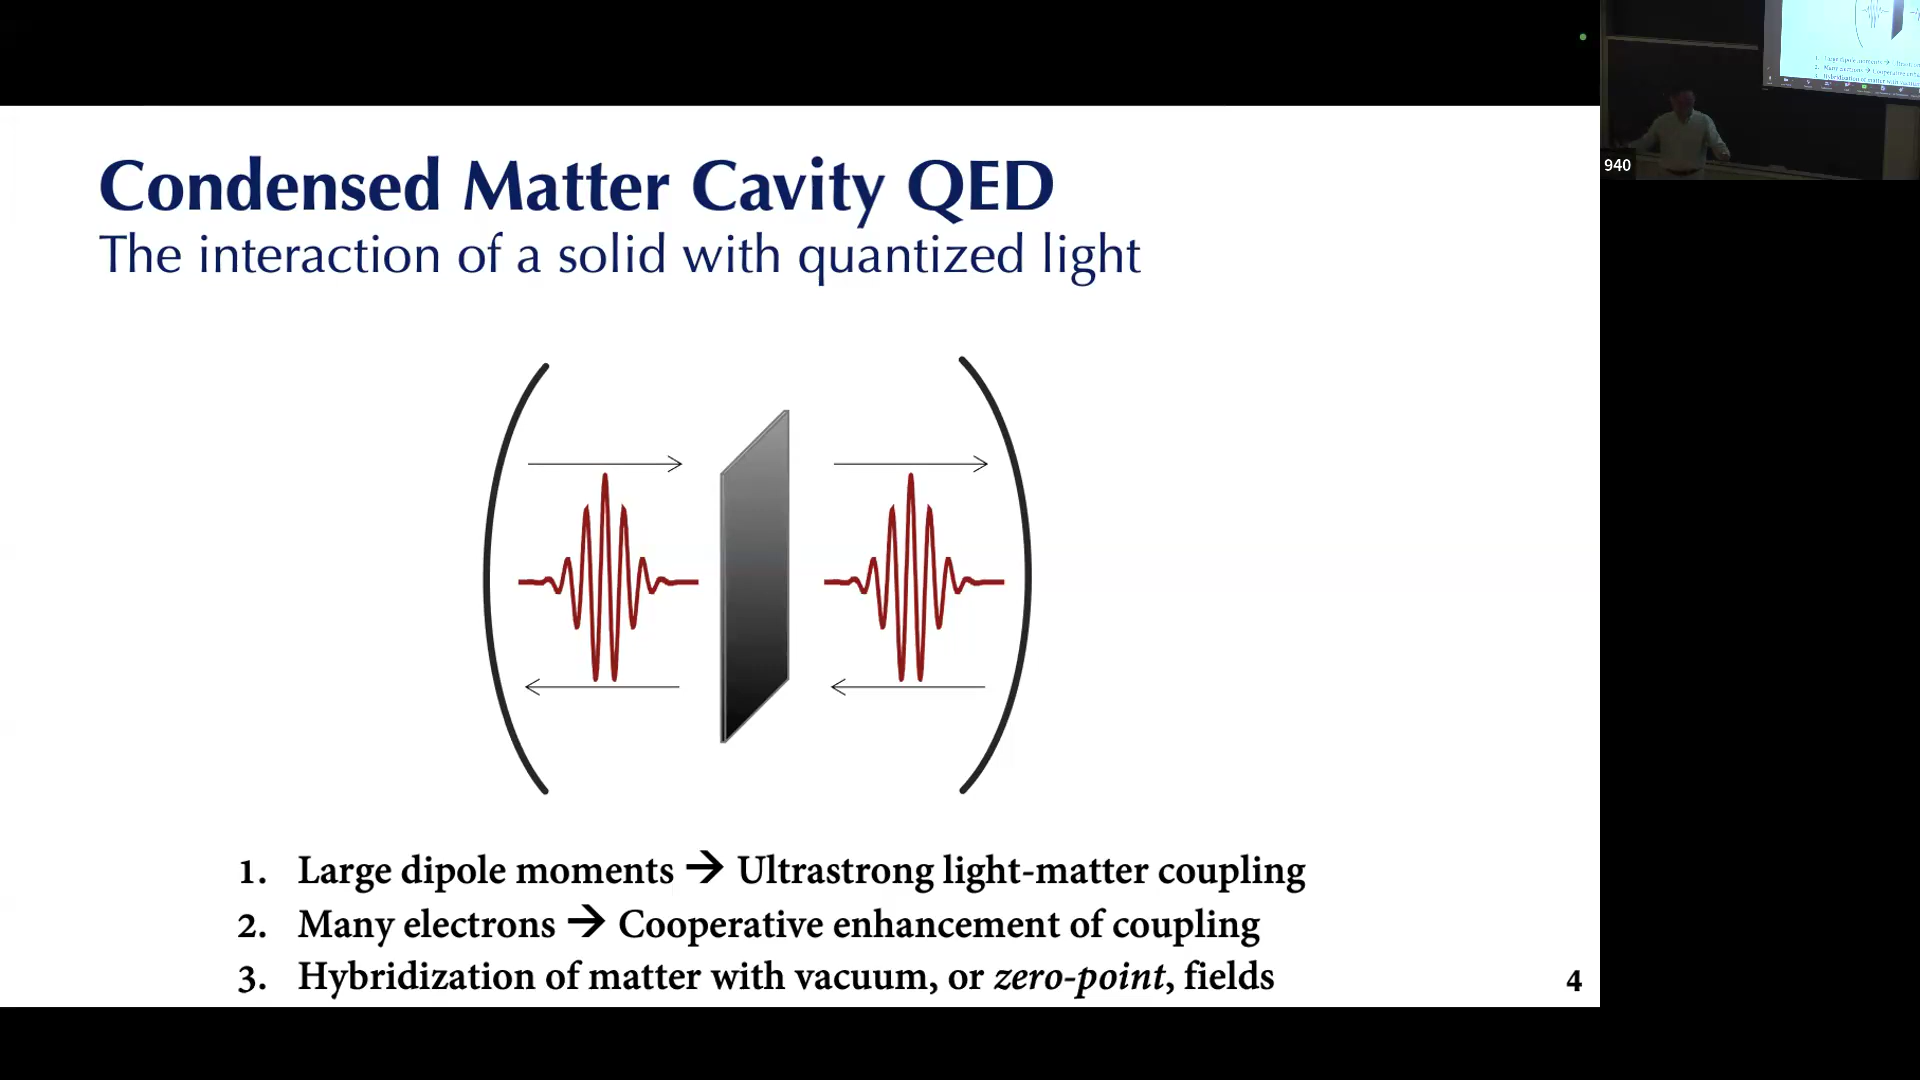 Condensed Matter Cavity QED
The interaction of a solid with quantized light
1. Large dipole moments → Ultrastrong light-matter coupling
2. Many electrons → Cooperative enhancement of coupling
3. Hybridization of matter with vacuum, or zero-point, fields
4
940